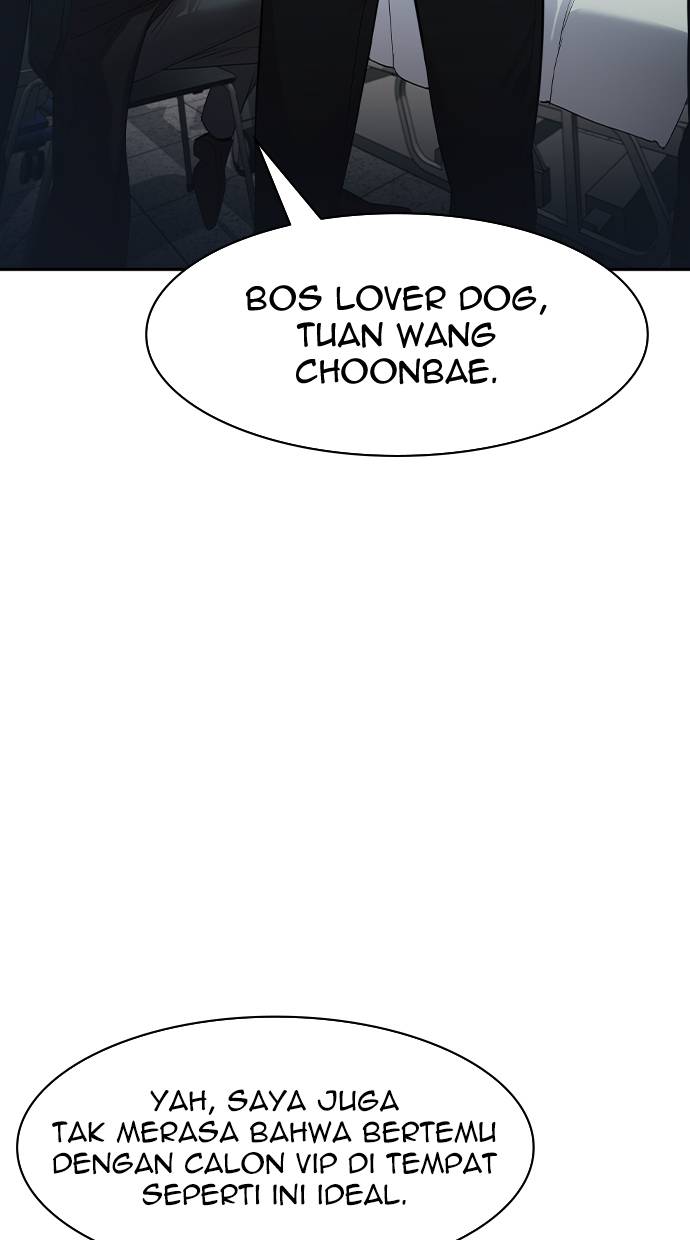 BOS LOVER DOG,
TUAN WANG
CHOONBAE.
YAH, SAYA JUGA
TAK MERASA BAHWA BERTEMU
DENGAN CALON VIP DI TEMPAT
SEPERTI INI IDEAL.